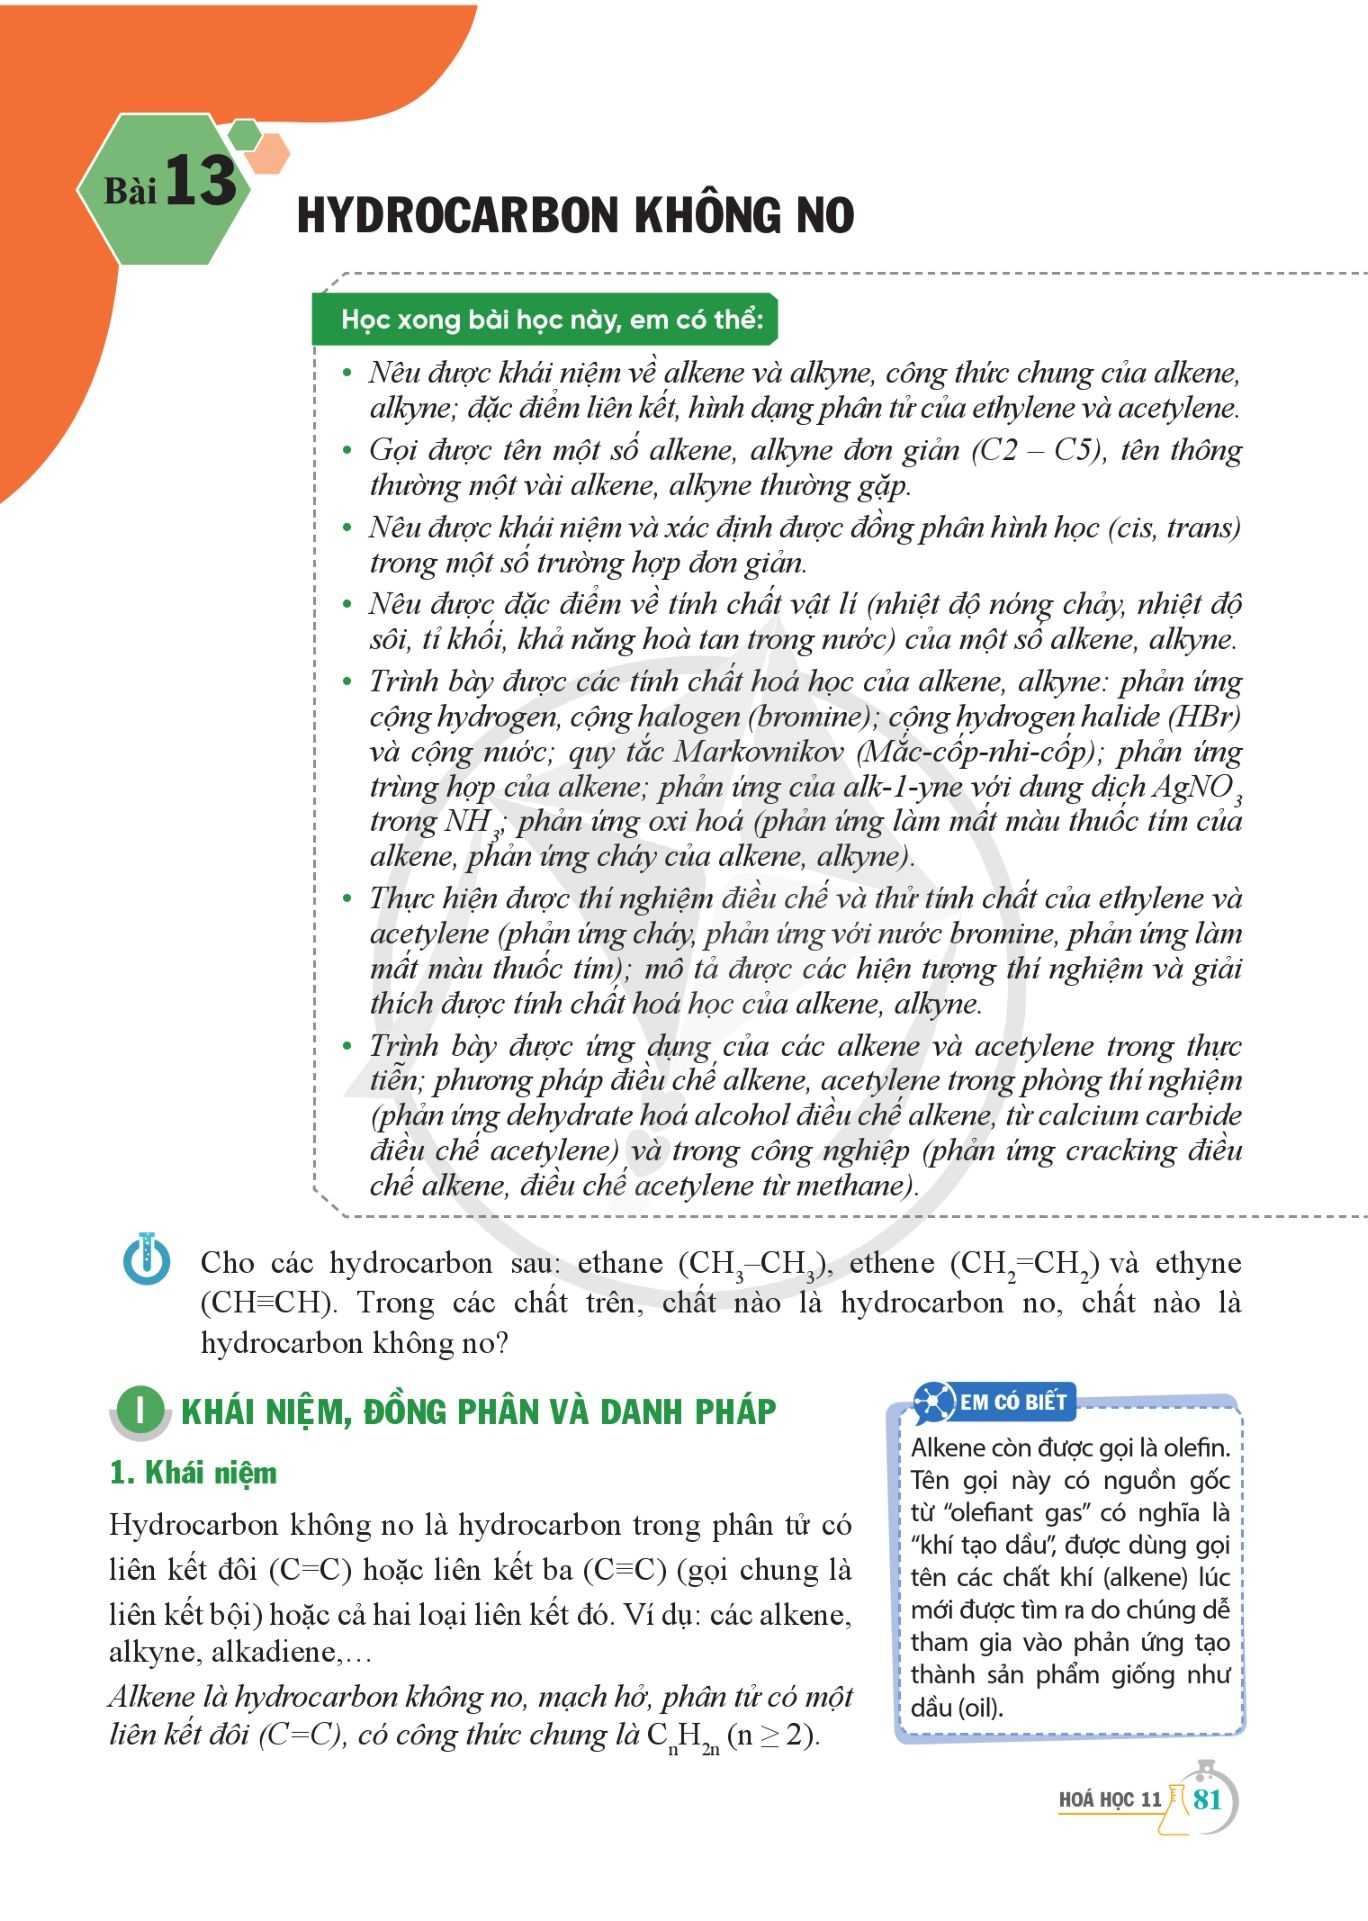 Bài 13
HYDROCARBON KHÔNG NO
Học xong bài học này, em có thể:
• Nêu được khái niệm về alkene và alkyne, công thức chung của alkene,
alkyne; đặc điểm liên kết, hình dạng phân tử của ethylene và acetylene.
• Gọi được tên một số alkene, alkyne đơn giản (C2 – C5), tên thông
thường một vài alkene, alkyne thường gặp.
• Nêu được khái niệm và xác định được đồng phân hình học (cis, trans)
trong một số trường hợp đơn giản.
• Nêu được đặc điểm về tính chất vật lí (nhiệt độ nóng chảy, nhiệt độ
sôi, tỉ khối, khả năng hoà tan trong nước) của một số alkene, alkyne.
• Trình bày được các tính chất hoá học của alkene, alkyne: phản ứng
cộng hydrogen, cộng halogen (bromine); cộng hydrogen halide (HBr)
và cộng nước; quy tắc Markovnikov (Mắc-cốp-nhi-cốp); phản ứng
trùng hợp của alkene; phản ứng của alk-1-yne với dung dịch AgNO₃
trong NH₃; phản ứng oxi hoá (phản ứng làm mất màu thuốc tím của
alkene, phản ứng cháy của alkene, alkyne).
• Thực hiện được thí nghiệm điều chế và thử tính chất của ethylene và
acetylene (phản ứng cháy, phản ứng với nước bromine, phản ứng làm
mất màu thuốc tím); mô tả được các hiện tượng thí nghiệm và giải
thích được tính chất hoá học của alkene, alkyne.
• Trình bày được ứng dụng của các alkene và acetylene trong thực
tiễn; phương pháp điều chế alkene, acetylene trong phòng thí nghiệm
(phản ứng dehydrate hoá alcohol điều chế alkene, từ calcium carbide
điều chế acetylene) và trong công nghiệp (phản ứng cracking điều
chế alkene, điều chế acetylene từ methane).
Cho các hydrocarbon sau: ethane (CH₃–CH₃), ethene (CH₂=CH₂) và ethyne
(CH≡CH). Trong các chất trên, chất nào là hydrocarbon no, chất nào là
hydrocarbon không no?
I KHÁI NIỆM, ĐỒNG PHÂN VÀ DANH PHÁP
1. Khái niệm
Hydrocarbon không no là hydrocarbon trong phân tử có
liên kết đôi (C=C) hoặc liên kết ba (C≡C) (gọi chung là
liên kết bội) hoặc cả hai loại liên kết đó. Ví dụ: các alkene,
alkyne, alkadiene,…
Alkene là hydrocarbon không no, mạch hở, phân tử có một
liên kết đôi (C=C), có công thức chung là CₙH₂ₙ (n ≥ 2).
EM CÓ BIẾT
Alkene còn được gọi là olefin.
Tên gọi này có nguồn gốc
từ “olefiant gas” có nghĩa là
“khí tạo dầu”, được dùng gọi
tên các chất khí (alkene) lúc
mới được tìm ra do chúng dễ
tham gia vào phản ứng tạo
thành sản phẩm giống như
dầu (oil).
HOÁ HỌC 11 81